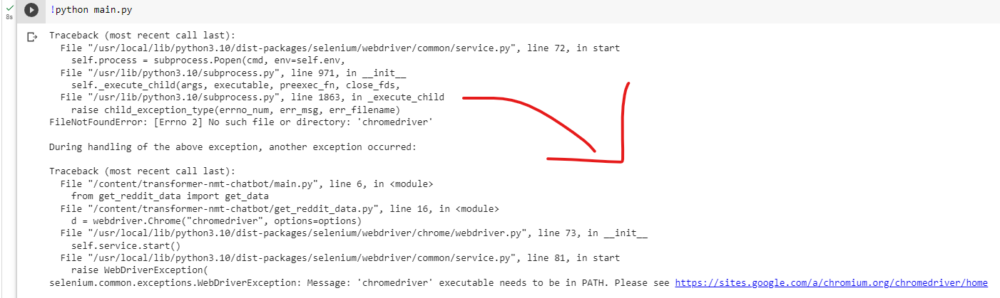 8s
!python main.py
Traceback (most recent call last):
File "/usr/local/lib/python3.10/dist-packages/selenium/webdriver/common/service.py", line 72, in start
self.process = subprocess.Popen(cmd, env=self.env,
File "/usr/lib/python3.10/subprocess.py", line 971, in __init__
self._execute_child(args, executable, preexec_fn, close_fds,
File "/usr/lib/python3.10/subprocess.py", line 1863, in _execute_child
raise child_exception_type(errno_num, err_msg, err_filename)
FileNotFoundError: [Errno 2] No such file or directory: 'chromedriver'
During handling of the above exception, another exception occurred:
Traceback (most recent call last):
File "/content/transformer-nmt-chatbot/main.py", line 6, in <module>
from get_reddit_data import get_data
File "/content/transformer-nmt-chatbot/get_reddit_data.py", line 16, in <module>
d = webdriver.Chrome("chromedriver", options=options)
File "/usr/local/lib/python3.10/dist-packages/selenium/webdriver/chrome/webdriver.py", line 73, in __init__
self.service.start()
File "/usr/local/lib/python3.10/dist-packages/selenium/webdriver/common/service.py", line 81, in start
raise WebDriverException(
selenium.common.exceptions.WebDriverException: Message: 'chromedriver' executable needs to be in PATH. Please see https://sites.google.com/a/chromium.org/chromedriver/home